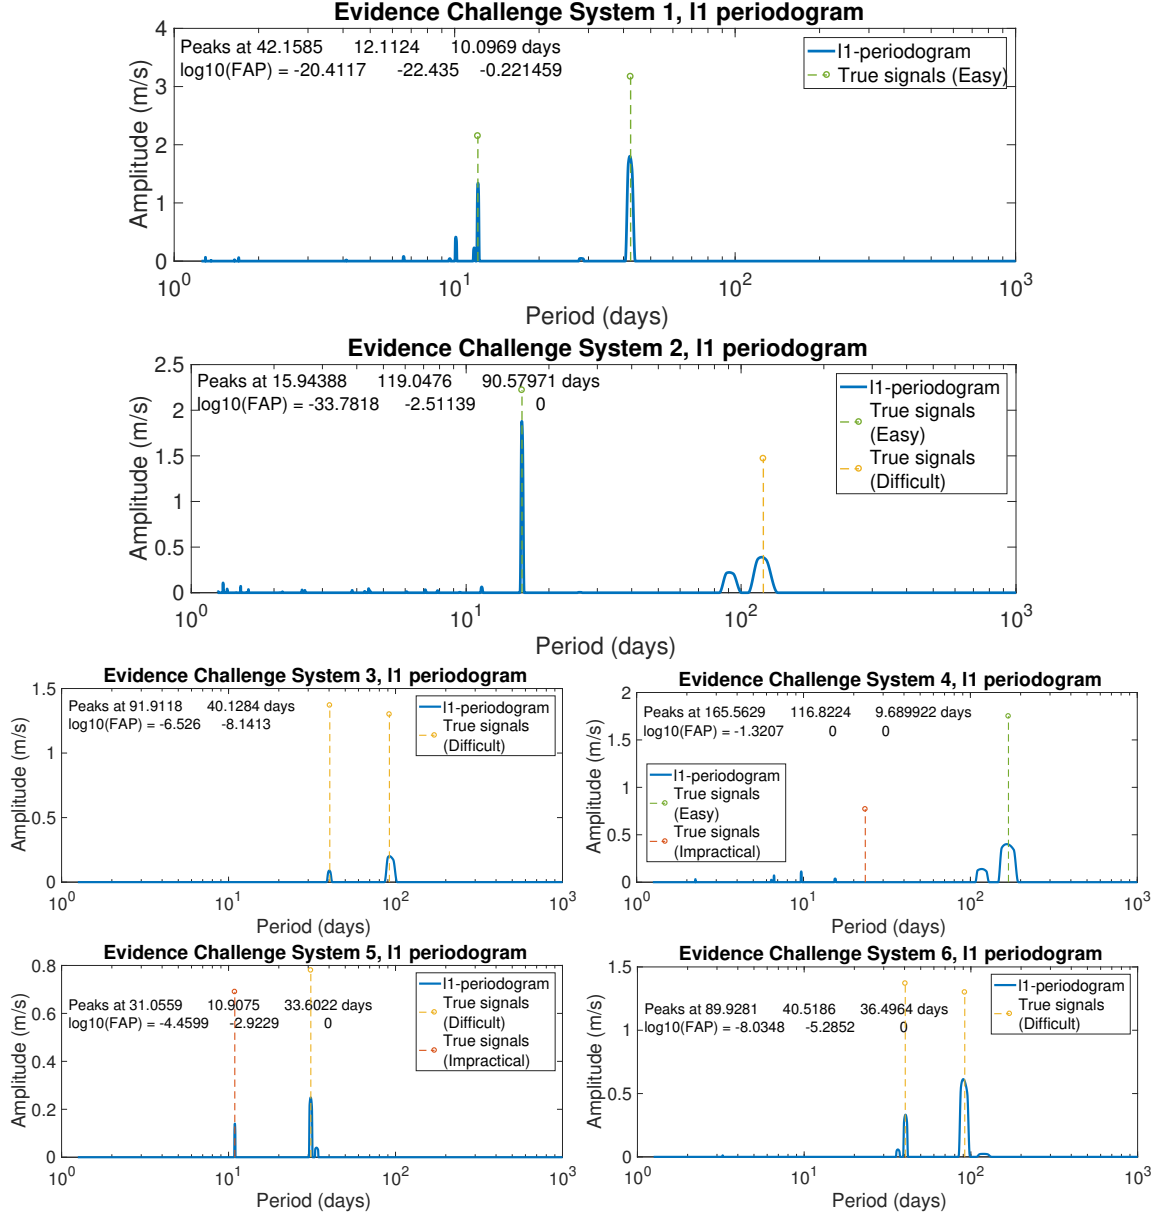 Evidence Challenge System 1, l1 periodogram
Peaks at 42.1585 12.1124 10.0969 days
log10(FAP) = -20.4117 -22.435 -0.221459
l1-periodogram
True signals (Easy)
Amplitude (m/s)
4
3
2
1
0
10^0 10^1 10^2 10^3
Period (days)
Evidence Challenge System 2, l1 periodogram
Peaks at 15.94388 119.0476 90.57971 days
log10(FAP) = -33.7818 -2.51139 0
l1-periodogram
True signals
(Easy)
True signals
(Difficult)
Amplitude (m/s)
2.5
2
1.5
1
0.5
0
10^0 10^1 10^2 10^3
Period (days)
Evidence Challenge System 3, l1 periodogram
Peaks at 91.9118 40.1284 days
log10(FAP) = -6.526 -8.1413
l1-periodogram
True signals
(Difficult)
Amplitude (m/s)
1.5
1
0.5
0
10^0 10^1 10^2 10^3
Period (days)
Evidence Challenge System 4, l1 periodogram
Peaks at 165.5629 116.8224 9.689922 days
log10(FAP) = -1.3207 0 0
l1-periodogram
True signals
(Easy)
True signals
(Impractical)
Amplitude (m/s)
2
1.5
1
0.5
0
10^0 10^1 10^2 10^3
Period (days)
Evidence Challenge System 5, l1 periodogram
Peaks at 31.0559 10.9075 33.6022 days
log10(FAP) = -4.4599 -2.9229 0
l1-periodogram
True signals
(Difficult)
True signals
(Impractical)
Amplitude (m/s)
0.8
0.6
0.4
0.2
0
10^0 10^1 10^2 10^3
Period (days)
Evidence Challenge System 6, l1 periodogram
Peaks at 89.9281 40.5186 36.4964 days
log10(FAP) = -8.0348 -5.2852 0
l1-periodogram
True signals
(Difficult)
Amplitude (m/s)
1.5
1
0.5
0
10^0 10^1 10^2 10^3
Period (days)